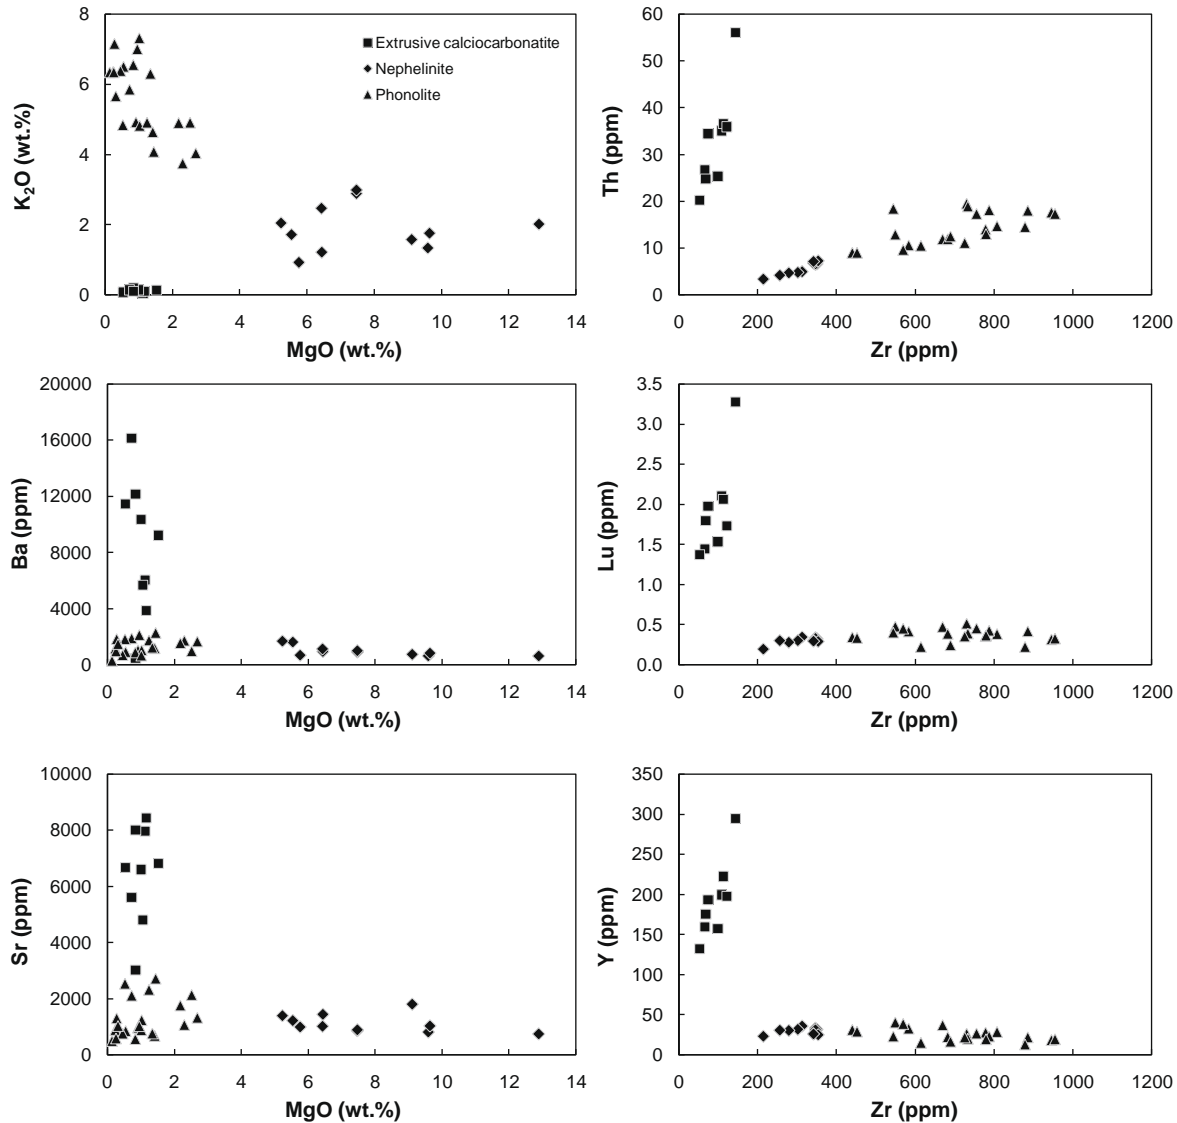 8
6
4
2
0
K₂O (wt.%)
Extrusive calciocarbonatite
Nephelinite
Phonolite
0 2 4 6 8 10 12 14
MgO (wt.%)
60
50
40
30
20
10
0
Th (ppm)
0 200 400 600 800 1000 1200
Zr (ppm)
20000
16000
12000
8000
4000
0
Ba (ppm)
0 2 4 6 8 10 12 14
MgO (wt.%)
3.5
3.0
2.5
2.0
1.5
1.0
0.5
0.0
Lu (ppm)
0 200 400 600 800 1000 1200
Zr (ppm)
10000
8000
6000
4000
2000
0
Sr (ppm)
0 2 4 6 8 10 12 14
MgO (wt.%)
350
300
250
200
150
100
50
0
Y (ppm)
0 200 400 600 800 1000 1200
Zr (ppm)